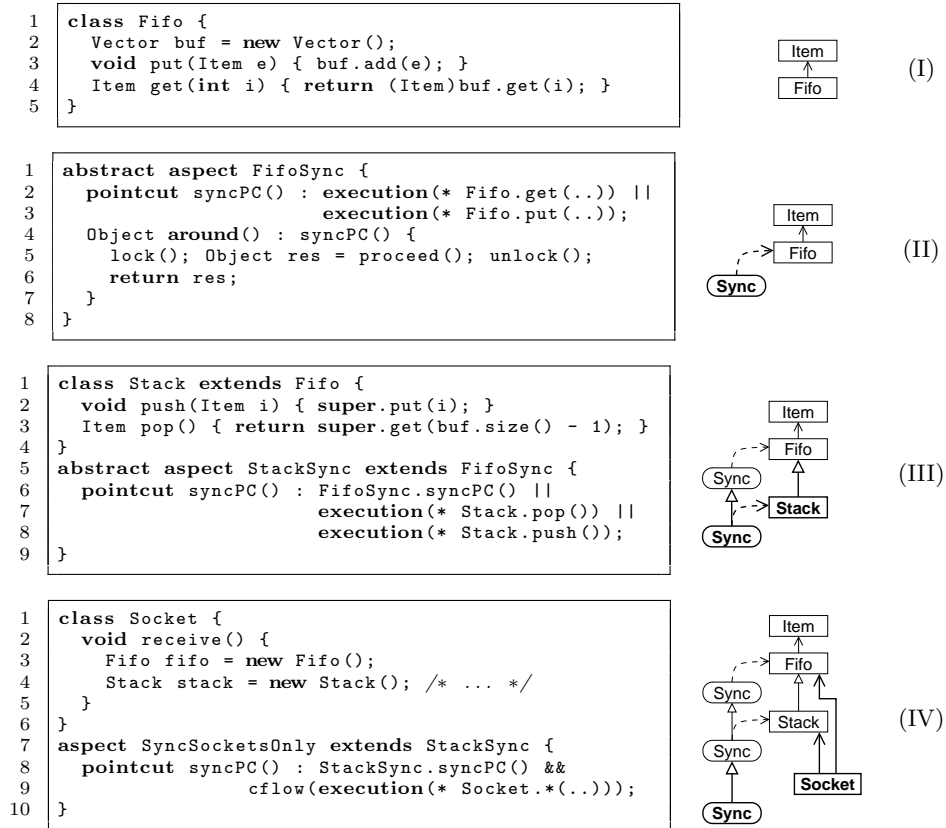 1 class Fifo {
2 Vector buf = new Vector();
3 void put(Item e) { buf.add(e); }
4 Item get(int i) { return (Item)buf.get(i); }
5 }
Item
Fifo
(I)
1 abstract aspect FifoSync {
2 pointcut syncPC() : execution(* Fifo.get(..)) ||
3 execution(* Fifo.put(..));
4 Object around() : syncPC() {
5 lock(); Object res = proceed(); unlock();
6 return res;
7 }
8 }
Item
Fifo
Sync
(II)
1 class Stack extends Fifo {
2 void push(Item i) { super.put(i); }
3 Item pop() { return super.get(buf.size() - 1); }
4 }
5 abstract aspect StackSync extends FifoSync {
6 pointcut syncPC() : FifoSync.syncPC() ||
7 execution(* Stack.pop()) ||
8 execution(* Stack.push());
9 }
Item
Fifo
Sync
Stack
Sync
(III)
1 class Socket {
2 void receive() {
3 Fifo fifo = new Fifo();
4 Stack stack = new Stack(); /* ... */
5 }
6 }
7 aspect SyncSocketsOnly extends StackSync {
8 pointcut syncPC() : StackSync.syncPC() &&
9 cflow(execution(* Socket.*(..)));
10 }
Item
Fifo
Sync
Stack
Sync
Socket
Sync
(IV)